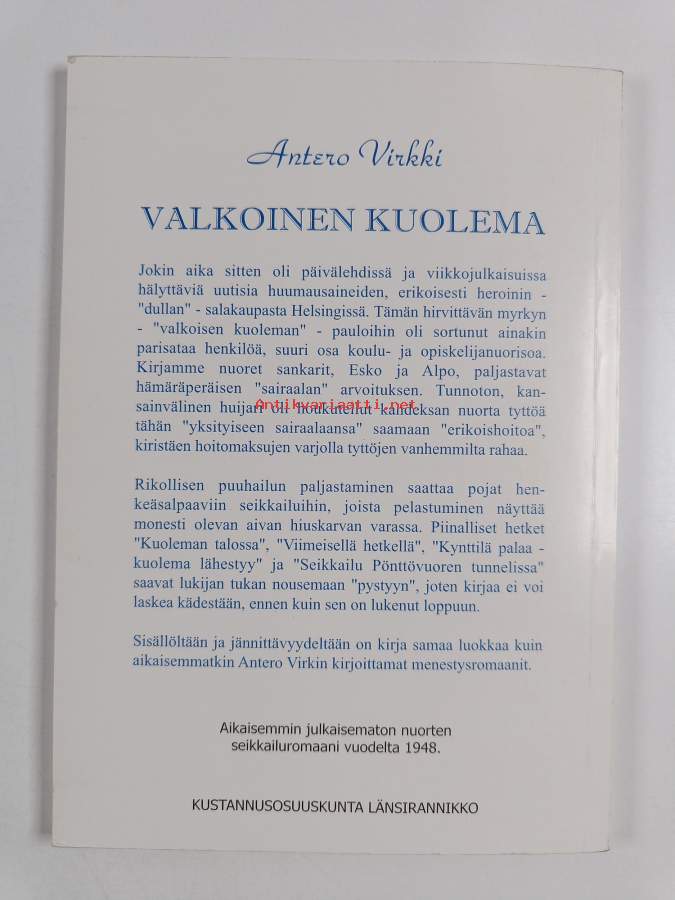 Antero Virkki
VALKOINEN KUOLEMA
Jokin aika sitten oli päivälehdissä ja viikkojulkaisuissa
hälyttäviä uutisia huumausaineiden, erikoisesti heroinin -
"dullan" - salakaupasta Helsingissä. Tämän hirvittävän myrkyn
- "valkoisen kuoleman" - pauloihin oli sortunut ainakin
parisataa henkilöä, suuri osa koulu- ja opiskelijanuorisoa.
Kirjamme nuoret sankarit, Esko ja Alpo, paljastavat
hämäräperäisen "sairaalan" arvoituksen. Tunnoton, kan-
sainvälinen huijari oli houkutellut kahdeksan nuorta tyttöä
Antikvariaatti.net
tähän "yksityiseen sairaalaansa" saamaan "erikoishoitoa",
kiristäen hoitomaksujen varjolla tyttöjen vanhemmilta rahaa.
Rikollisen puuhailun paljastaminen saattaa pojat hen-
keäsalpaaviin seikkailuihin, joista pelastuminen näyttää
monesti olevan aivan hiuskarvan varassa. Piinalliset hetket
"Kuoleman talossa", "Viimeisellä hetkellä", "Kynttilä palaa -
kuolema lähestyy" ja "Seikkailu Pönttövuoren tunnelissa"
saavat lukijan tukan nousemaan "pystyyn", joten kirjaa ei voi
laskea kädestään, ennen kuin sen on lukenut loppuun.
Sisällöltään ja jännittävyydeltään on kirja samaa luokkaa kuin
aikaisemmatkin Antero Virkin kirjoittamat menestysromaanit.
Aikaisemmin julkaisematon nuorten
seikkailuromaani vuodelta 1948.
KUSTANNUSOSUUSKUNTA LÄNSIRANNIKKO